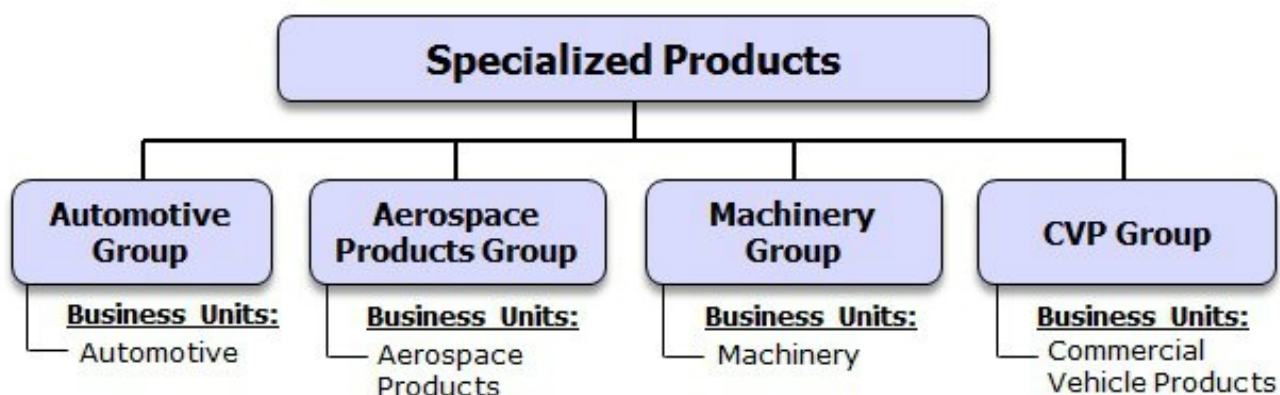 Specialized Products
Automotive
Group
Aerospace
Products Group
Machinery
Group
CVP Group
Business Units:
Automotive
Business Units:
Aerospace
Products
Business Units:
Machinery
Business Units:
Commercial
Vehicle Products